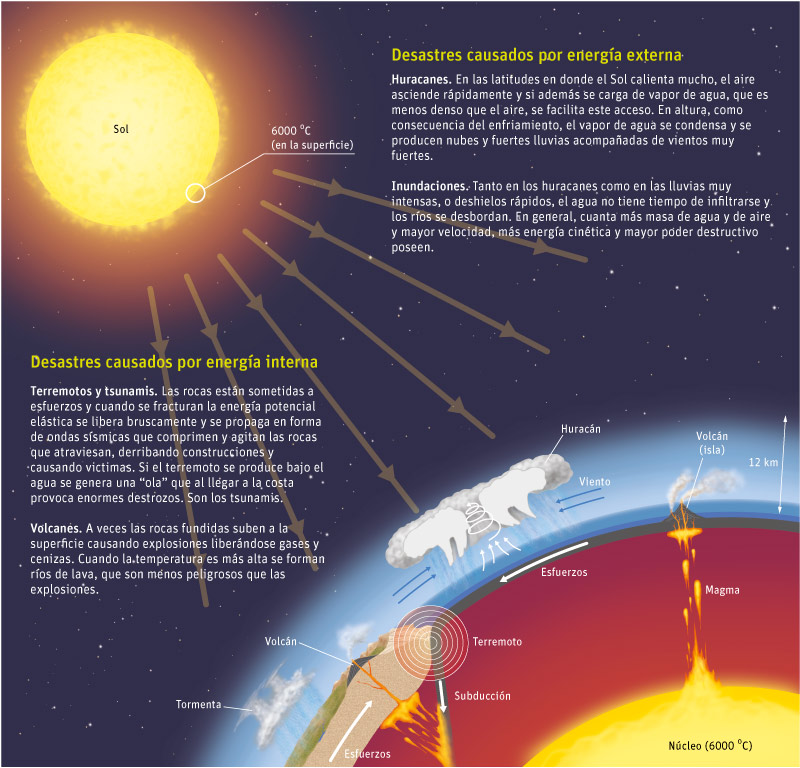 Desastres causados por energía externa
Huracanes. En las latitudes en donde el Sol calienta mucho, el aire
asciende rápidamente y si además se carga de vapor de agua, que es
menos denso que el aire, se facilita este acceso. En altura, como
consecuencia del enfriamiento, el vapor de agua se condensa y se
producen nubes y fuertes lluvias acompañadas de vientos muy
fuertes.
Inundaciones. Tanto en los huracanes como en las lluvias muy
intensas, o deshielos rápidos, el agua no tiene tiempo de infiltrarse y
los ríos se desbordan. En general, cuanta más masa de agua y de aire
y mayor velocidad, más energía cinética y mayor poder destructivo
poseen.
Sol
6000 °C
(en la superficie)
Desastres causados por energía interna
Terremotos y tsunamis. Las rocas están sometidas a
esfuerzos y cuando se fracturan la energía potencial
elástica se libera bruscamente y se propaga en forma
de ondas sísmicas que comprimen y agitan las rocas
que atraviesan, derribando construcciones y
causando victimas. Si el terremoto se produce bajo el
agua se genera una “ola” que al llegar a la costa
provoca enormes destrozos. Son los tsunamis.
Volcanes. A veces las rocas fundidas suben a la
superficie causando explosiones liberándose gases y
cenizas. Cuando la temperatura es más alta se forman
ríos de lava, que son menos peligrosos que las
explosiones.
Huracán
Volcán
(Isla)
12 km
Viento
Esfuerzos
Magma
Volcán
Terremoto
Subducción
Tormenta
Esfuerzos
Núcleo (6000 °C)